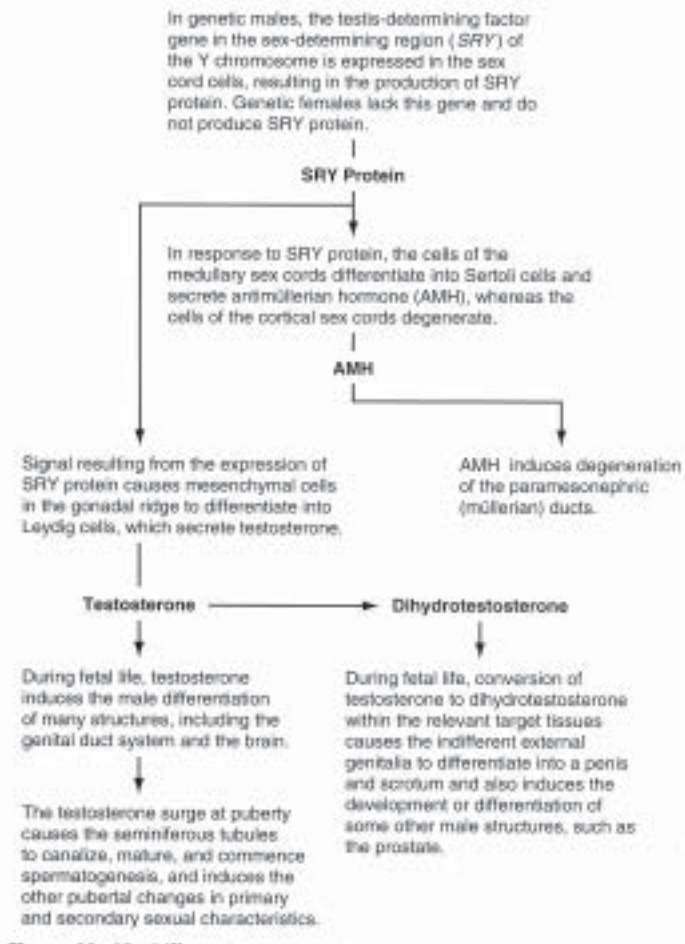 In genetic males, the testis-determining factor
gene in the sex-determining region (SRY) of
the Y chromosome is expressed in the sex
cord cells, resulting in the production of SRY
protein. Genetic females lack this gene and do
not produce SRY protein.
SRY Protein
In response to SRY protein, the cells of the
medullary sex cords differentiate into Sertoli cells and
secrete antimüllerian hormone (AMH), whereas the
cells of the cortical sex cords degenerate.
AMH
Signal resulting from the expression of
SRY protein causes mesenchymal cells
in the gonadal ridge to differentiate into
Leydig cells, which secrete testosterone.
AMH induces degeneration
of the paramesonephric
(müllerian) ducts.
Testosterone
Dihydrotestosterone
During fetal life, testosterone
induces the male differentiation
of many structures, including the
genital duct system and the brain.
The testosterone surge at puberty
causes the seminiferous tubules
to canalize, mature, and commence
spermatogenesis, and induces the
other pubertal changes in primary
and secondary sexual characteristics.
During fetal life, conversion of
testosterone to dihydrotestosterone
within the relevant target tissues
causes the indifferent external
genitalia to differentiate into a penis
and scrotum and also induces the
development or differentiation of
some other male structures, such as
the prostate.